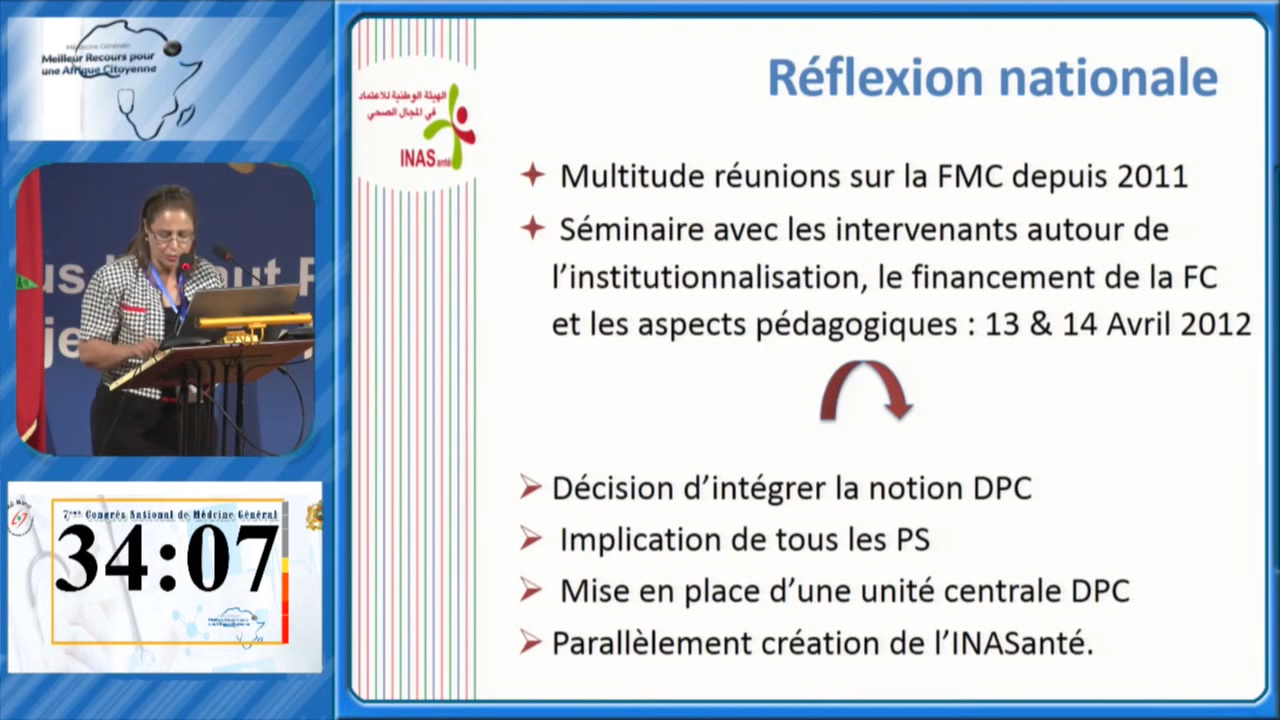 Médecine Générale:
Meilleur Recours pour
une Afrique Citoyenne
الهيئة الوطنية للاعتماد
في المجال الصحي
INASanté
Réflexion nationale
Multitude réunions sur la FMC depuis 2011
Séminaire avec les intervenants autour de
l’institutionnalisation, le financement de la FC
et les aspects pédagogiques : 13 & 14 Avril 2012
Décision d’intégrer la notion DPC
Implication de tous les PS
Mise en place d’une unité centrale DPC
Parallèlement création de l’INASanté.
7ème Congrès National de Médcine Général
34:07